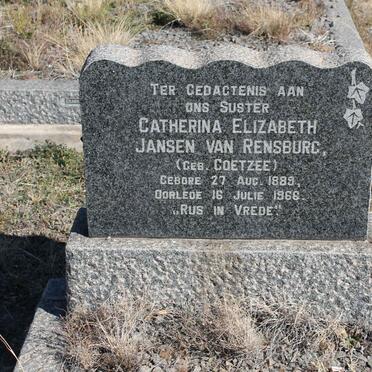 TER GEDACTENIS AAN
ONS SUSTER
CATHERINA ELIZABETH
JANSEN VAN RENSBURG,
(GEB. COETZEE)
GEBORE 27 AUG. 1889,
OORLEDE 16 JULIE 1966.
„RUS IN VREDE."